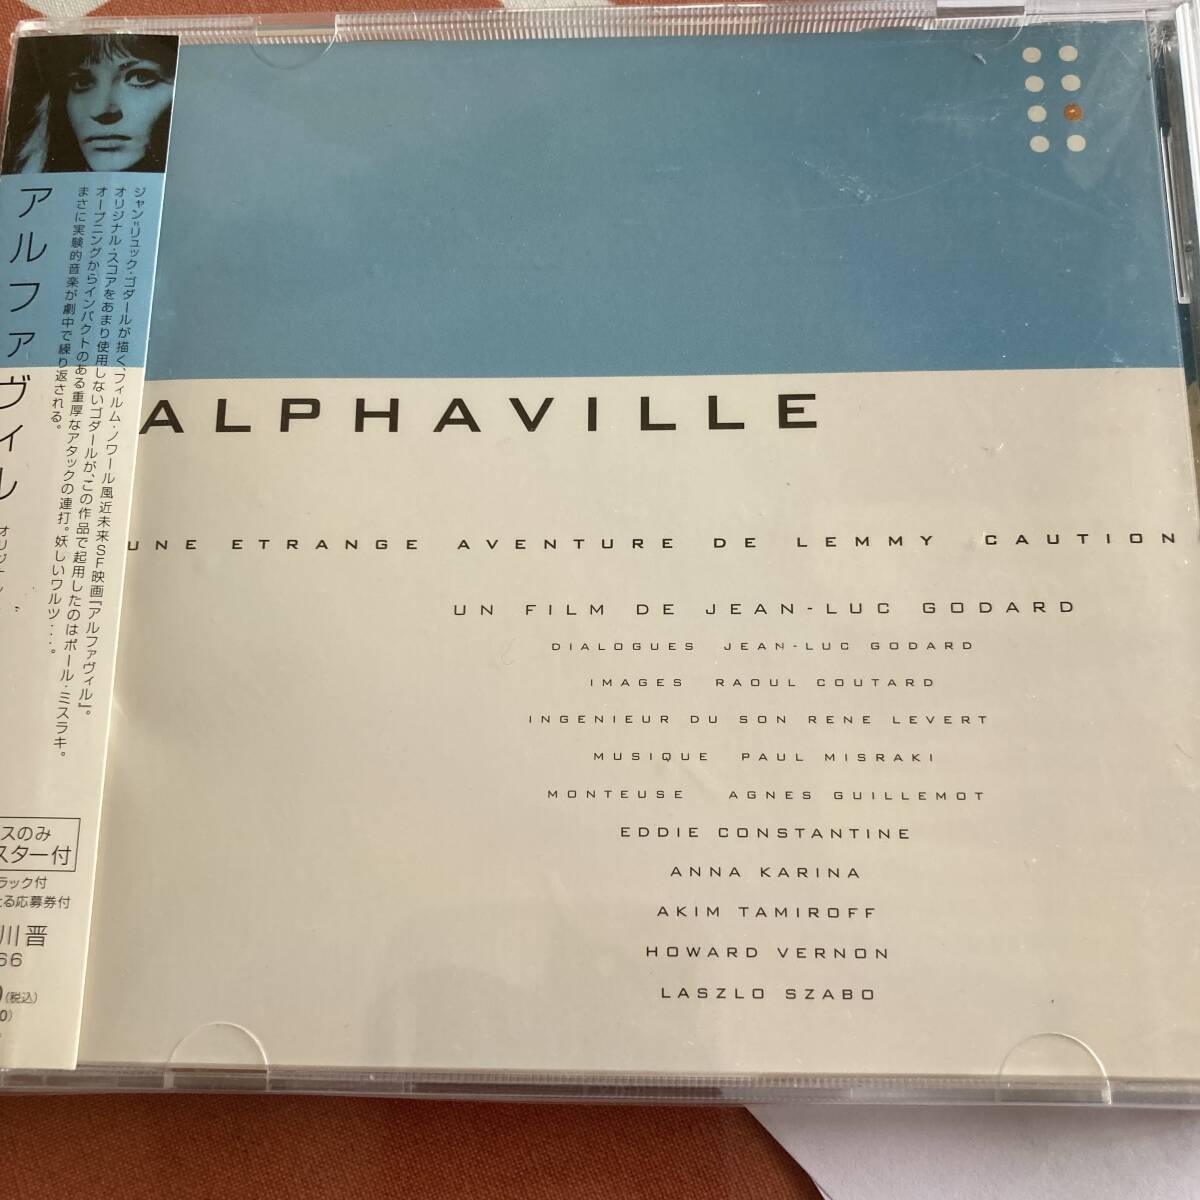 アルファヴィル
ジャン=リュック・ゴダールが描く、フィルム・ノワール風近未来SF映画『アルファヴィル』。
オリジナル・スコアをあまり使用しないゴダールが、この作品で起用したのはポール・ミスラキ。
オープニングからインパクトのある重厚なアタックの連打。妖しいワルツ・・・。
まさに実験的音楽が劇中で繰り返される。
スのみ
スター付
ラック付
る応募券付
川 晋
66
(税込)
0)
ALPHAVILLE
UNE ETRANGE AVENTURE DE LEMMY CAUTION
UN FILM DE JEAN-LUC GODARD
DIALOGUES JEAN-LUC GODARD
IMAGES RAOUL COUTARD
INGENIEUR DU SON RENE LEVERT
MUSIQUE PAUL MISRAKI
MONTEUSE AGNES GUILLEMOT
EDDIE CONSTANTINE
ANNA KARINA
AKIM TAMIROFF
HOWARD VERNON
LASZLO SZABO